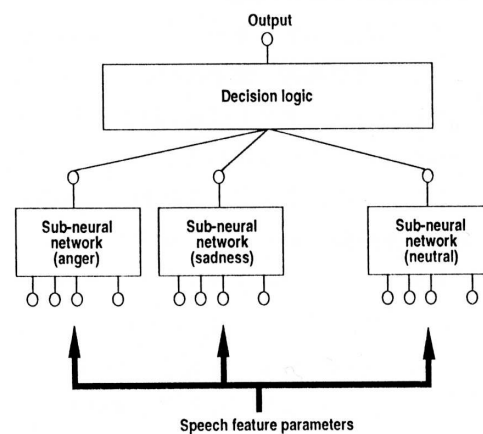 Output
Decision logic
Sub-neural
network
(anger)
Sub-neural
network
(sadness)
Sub-neural
network
(neutral)
Speech feature parameters